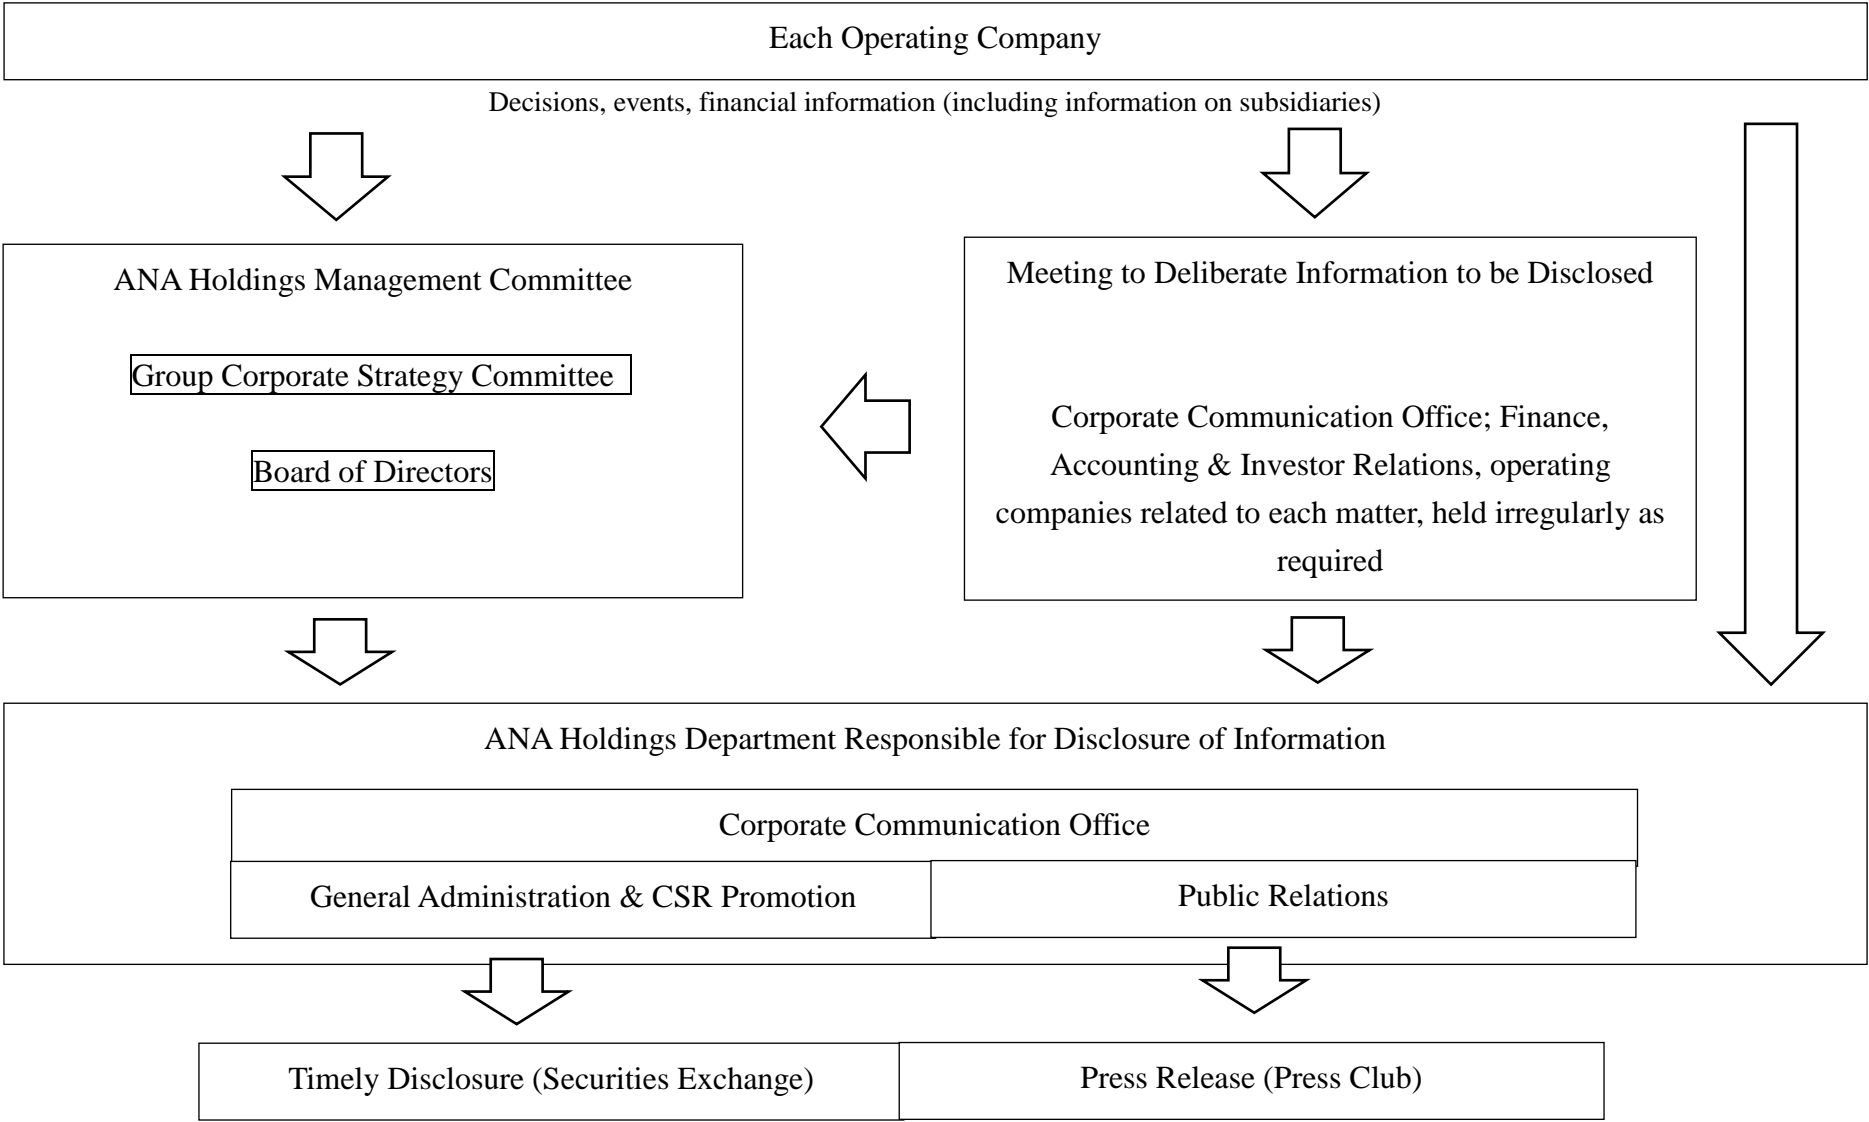 Each Operating Company
Decisions, events, financial information (including information on subsidiaries)
ANA Holdings Management Committee
Group Corporate Strategy Committee
Board of Directors
Meeting to Deliberate Information to be Disclosed
Corporate Communication Office; Finance,
Accounting & Investor Relations, operating
companies related to each matter, held irregularly as
required
ANA Holdings Department Responsible for Disclosure of Information
Corporate Communication Office
General Administration & CSR Promotion
Public Relations
Timely Disclosure (Securities Exchange)
Press Release (Press Club)